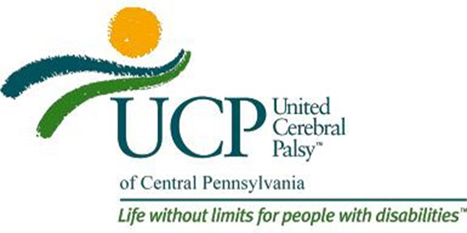 UCP United
Cerebral
Palsy™
of Central Pennsylvania
Life without limits for people with disabilities™